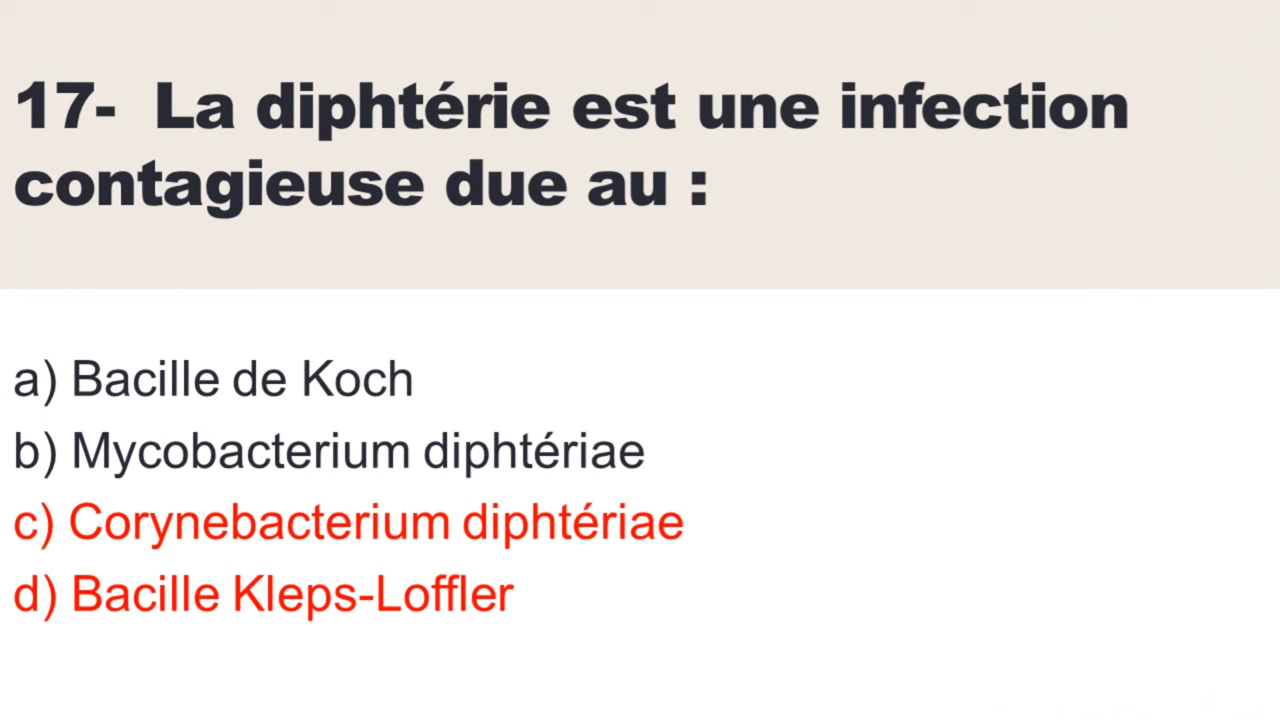 17- La diphtérie est une infection
contagieuse due au :
a) Bacille de Koch
b) Mycobacterium diphtériae
c) Corynebacterium diphtériae
d) Bacille Kleps-Loffler